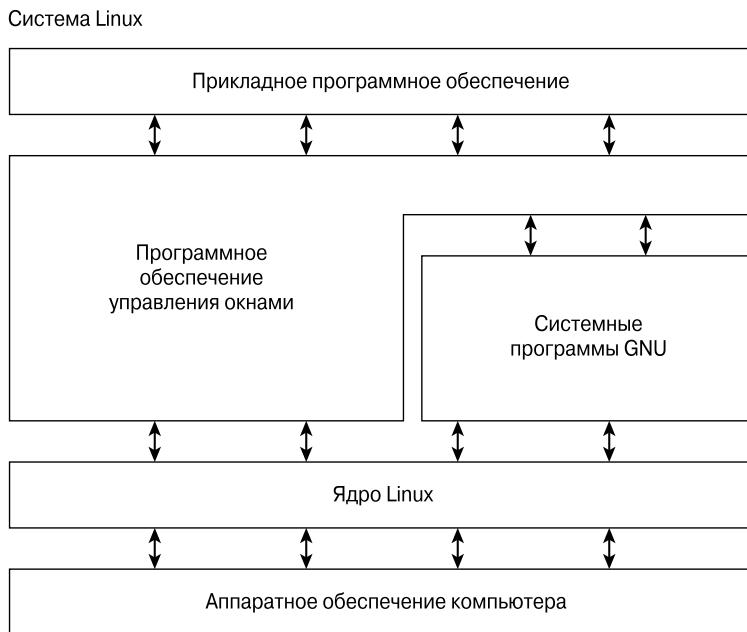 Система Linux
Прикладное программное обеспечение
Программное
обеспечение
управления окнами
Системные
программы GNU
Ядро Linux
Аппаратное обеспечение компьютера